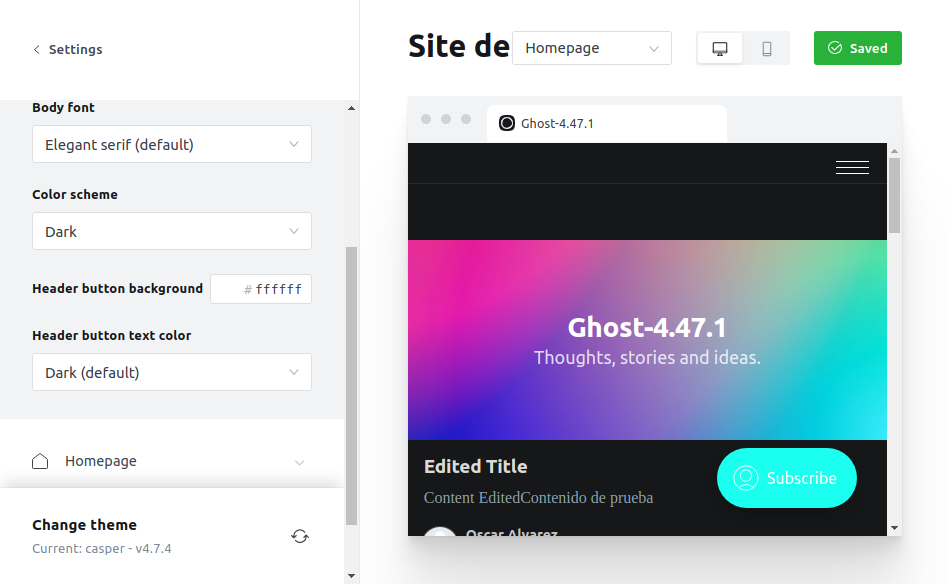 Settings
Body font
Elegant serif (default)
Color scheme
Dark
Header button background
# ffffff
Header button text color
Dark (default)
Homepage
Change theme
Current: casper - v4.7.4
Site de
Homepage
Saved
Ghost-4.47.1
Ghost-4.47.1
Thoughts, stories and ideas.
Edited Title
Content EditedContenido de prueba
Subscribe
Oscar Alvarez